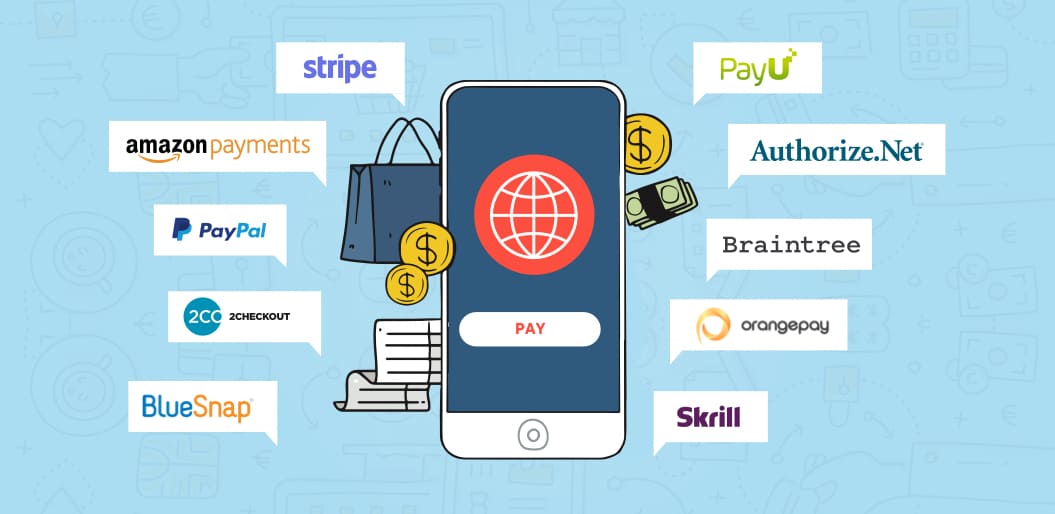 stripe
amazon payments
PayPal
2CO 2CHECKOUT
BlueSnap®
PAY
$
$
$
PayU
Authorize.Net
Braintree
orangepay
Skrill